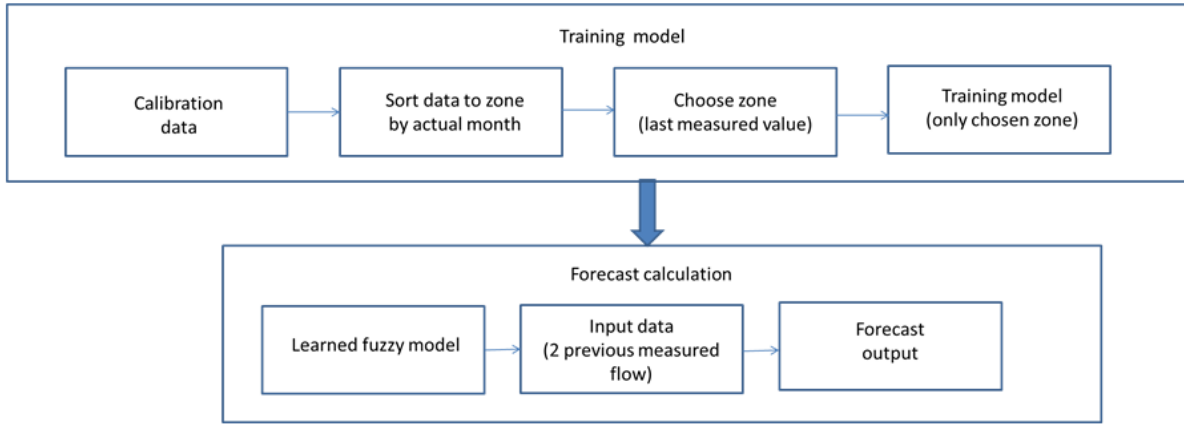 Training model
Calibration
data
Sort data to zone
by actual month
Choose zone
(last measured value)
Training model
(only chosen zone)
Forecast calculation
Learned fuzzy model
Input data
(2 previous measured
flow)
Forecast
output